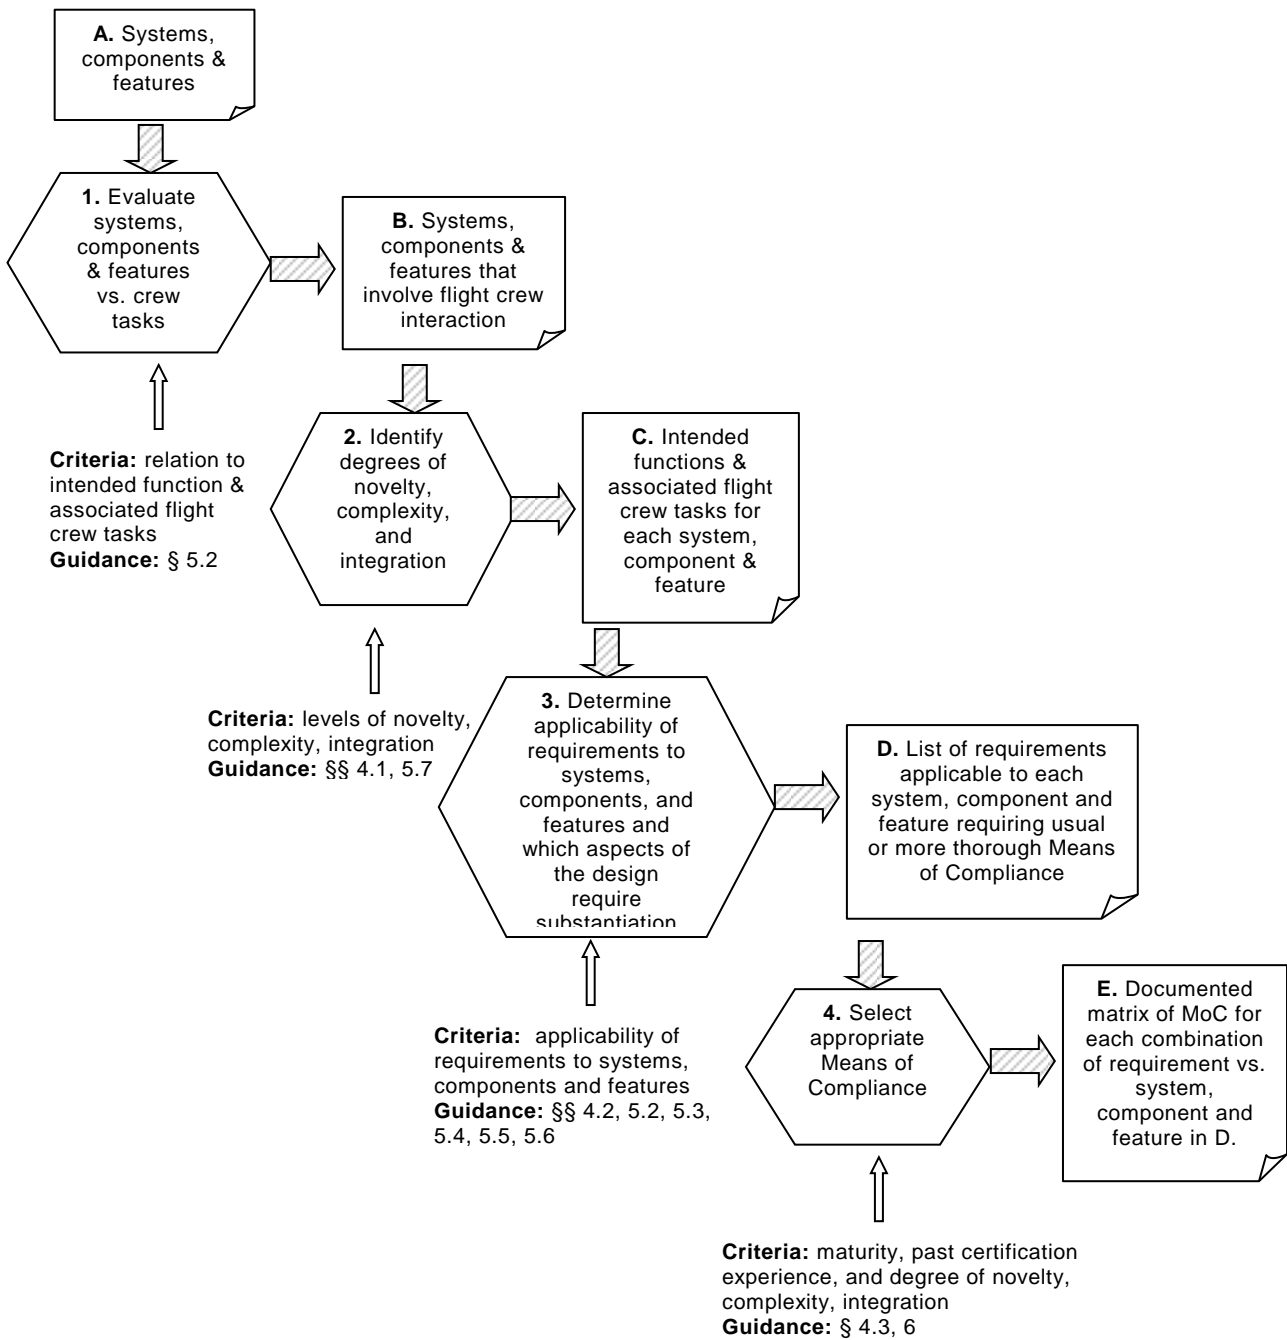 A. Systems,
components &
features
1. Evaluate
systems,
components
& features
vs. crew
tasks
B. Systems,
components &
features that
involve flight crew
interaction
Criteria: relation to
intended function &
associated flight
crew tasks
Guidance: § 5.2
2. Identify
degrees of
novelty,
complexity,
and
integration
C. Intended
functions &
associated flight
crew tasks for
each system,
component &
feature
Criteria: levels of novelty,
complexity, integration
Guidance: §§ 4.1, 5.7
3. Determine
applicability of
requirements to
systems,
components, and
features and
which aspects of
the design
require
substantiation
D. List of requirements
applicable to each
system, component and
feature requiring usual
or more thorough Means
of Compliance
Criteria: applicability of
requirements to systems,
components and features
Guidance: §§ 4.2, 5.2, 5.3,
5.4, 5.5, 5.6
4. Select
appropriate
Means of
Compliance
E. Documented
matrix of MoC for
each combination
of requirement vs.
system,
component and
feature in D.
Criteria: maturity, past certification
experience, and degree of novelty,
complexity, integration
Guidance: § 4.3, 6